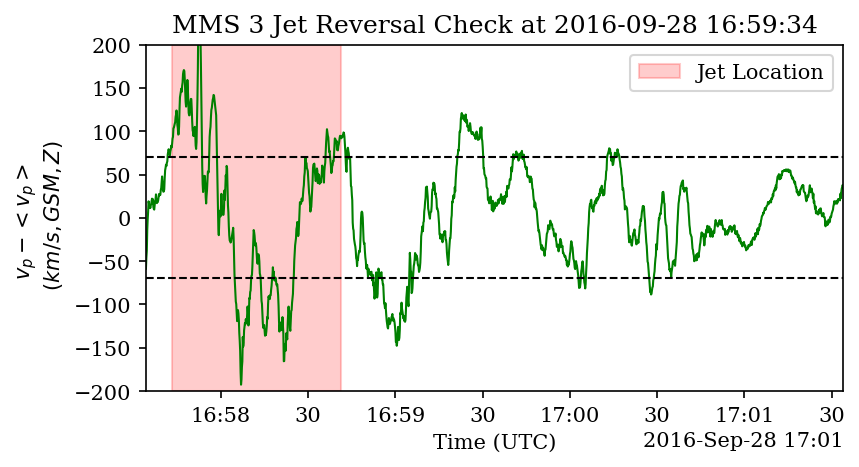 MMS 3 Jet Reversal Check at 2016-09-28 16:59:34
200
150
100
50
0
−50
−100
−150
−200
v_p − < v_p >
(km/s, GSM, Z)
Jet Location
16:58 30 16:59 30 17:00 30 17:01 30
Time (UTC)
2016-Sep-28 17:01